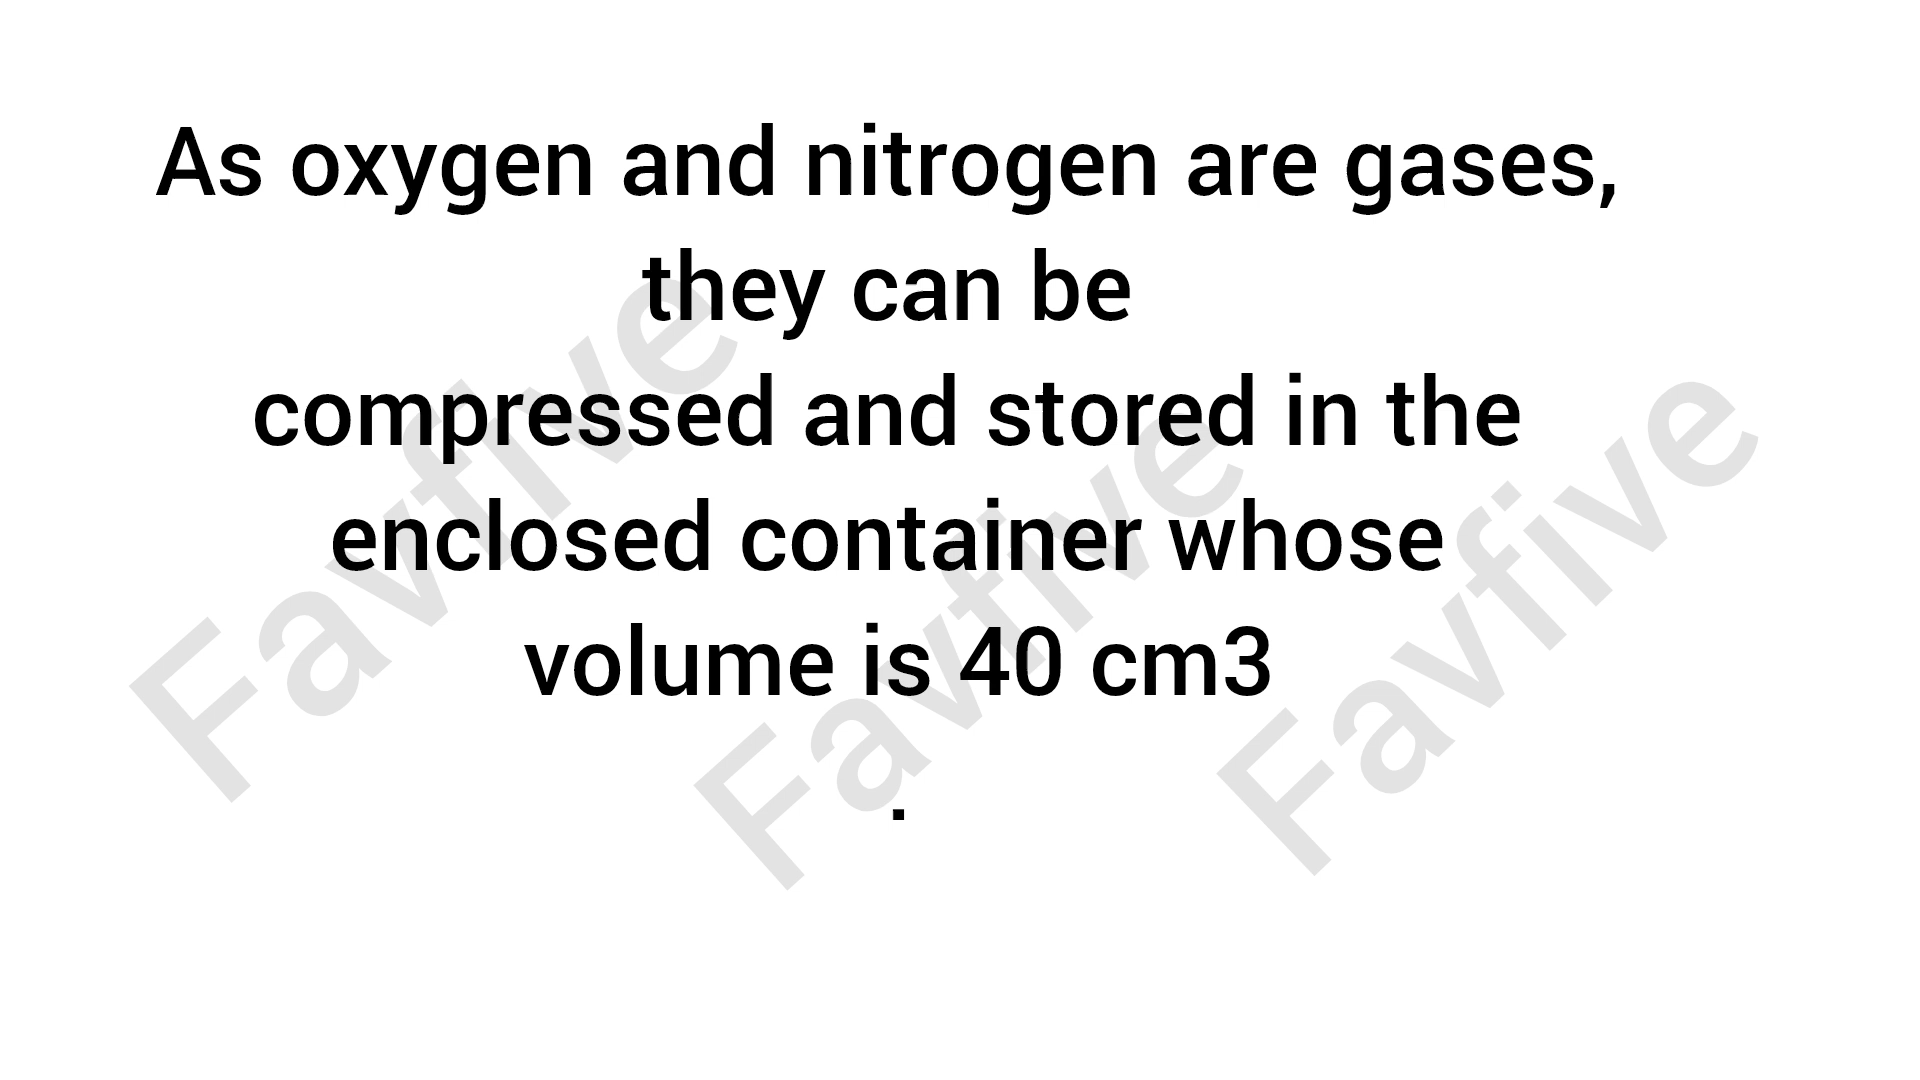 As oxygen and nitrogen are gases,
they can be
compressed and stored in the
enclosed container whose
volume is 40 cm3
.
Favfive
Favfive
Favfive